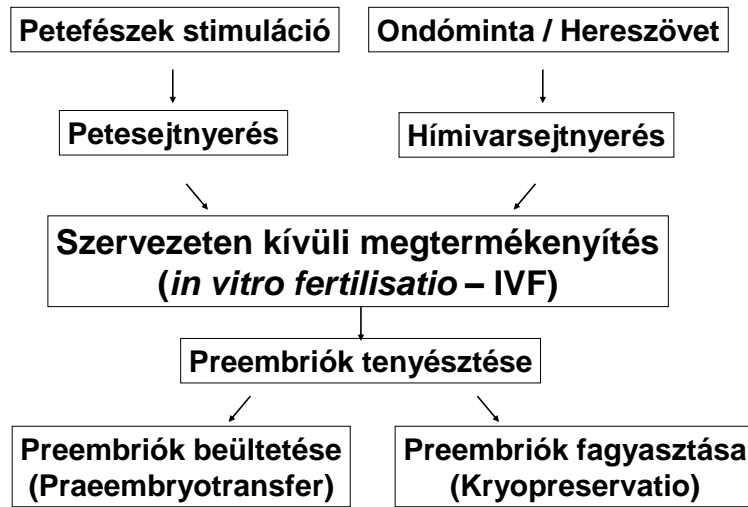 Petefészek stimuláció
Ondóminta / Hereszövet
Petesejtnyerés
Hímivarsejtnyerés
Szervezeten kívüli megtermékenyítés
(in vitro fertilisatio – IVF)
Preembriók tenyésztése
Preembriók beültetése
(Praeembryotransfer)
Preembriók fagyasztása
(Kryopreservatio)